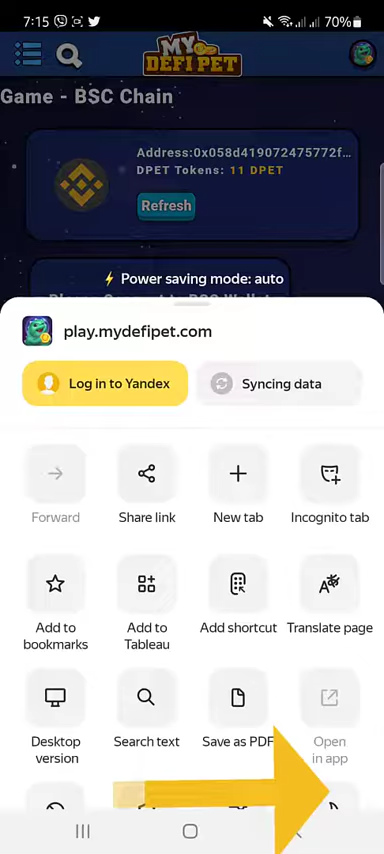 7:15
70%
MY
DEFI PET
Game - BSC Chain
Address:0x058d419072475772f...
DPET Tokens: 11 DPET
Refresh
Power saving mode: auto
play.mydefipet.com
Log in to Yandex
Syncing data
Forward
Share link
New tab
Incognito tab
Add to
bookmarks
Add to
Tableau
Add shortcut
Translate page
Desktop
version
Search text
Save as PDF
Open
in app